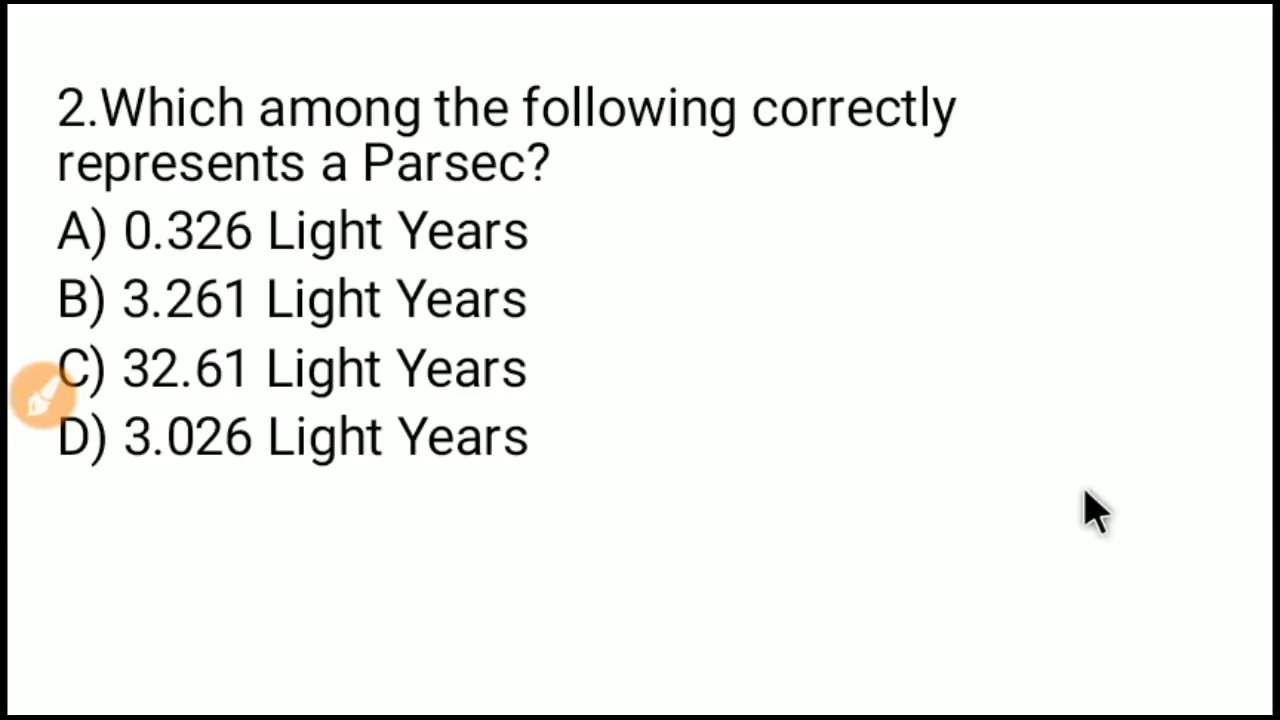 2.Which among the following correctly
represents a Parsec?
A) 0.326 Light Years
B) 3.261 Light Years
C) 32.61 Light Years
D) 3.026 Light Years